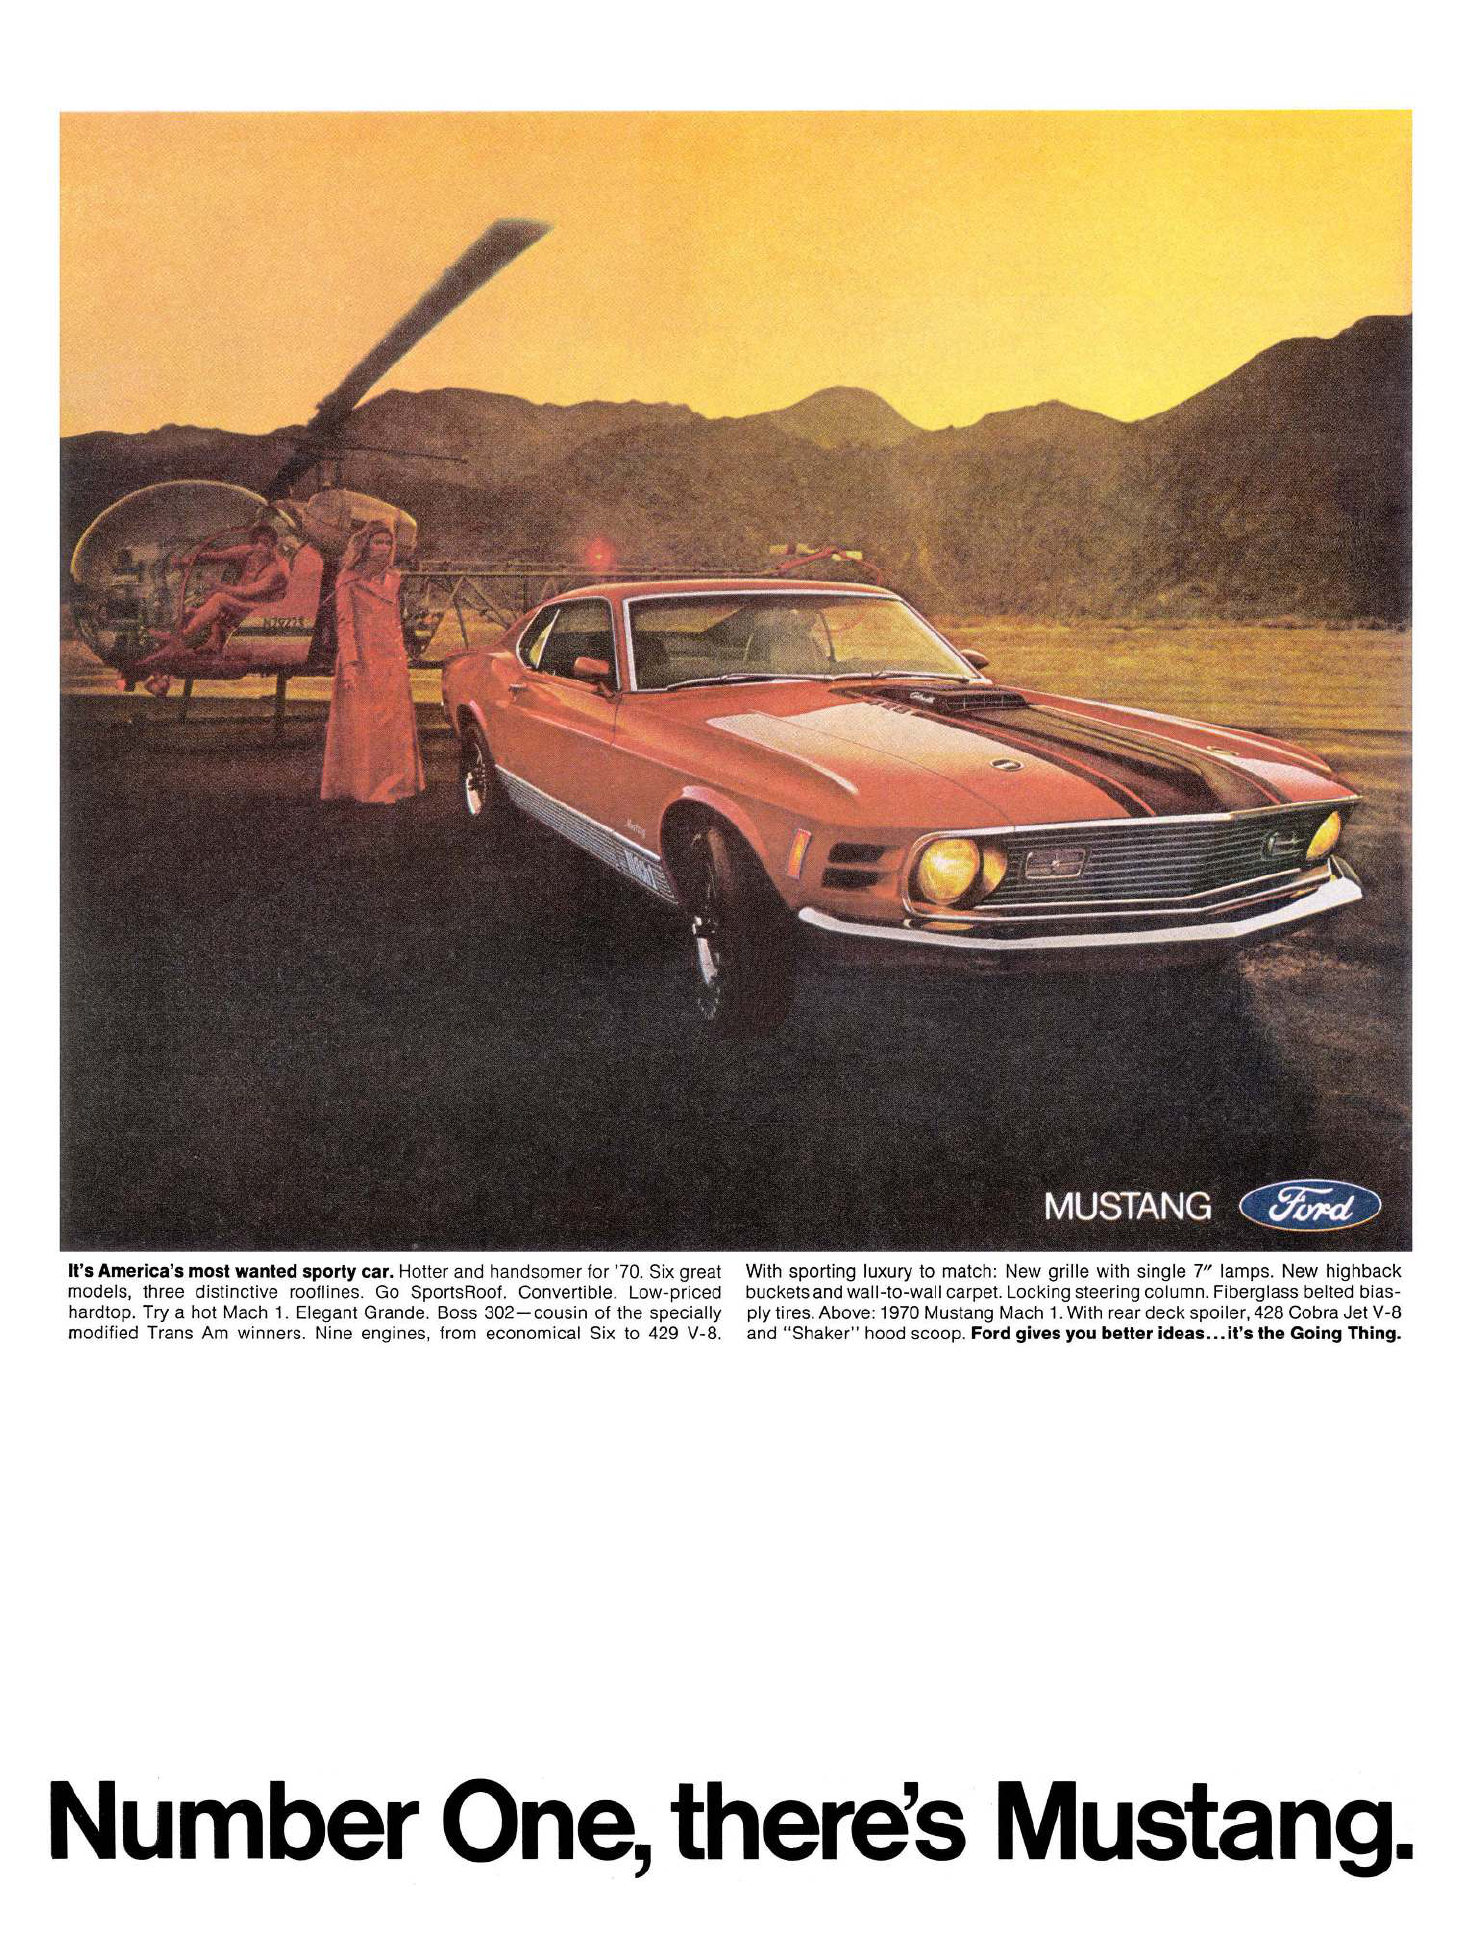 MUSTANG Ford
It's America's most wanted sporty car. Hotter and handsomer for '70. Six great
models, three distinctive rooflines. Go SportsRoof. Convertible. Low-priced
hardtop. Try a hot Mach 1. Elegant Grande. Boss 302—cousin of the specially
modified Trans Am winners. Nine engines, from economical Six to 429 V-8.
With sporting luxury to match: New grille with single 7″ lamps. New highback
buckets and wall-to-wall carpet. Locking steering column. Fiberglass belted bias-
ply tires. Above: 1970 Mustang Mach 1. With rear deck spoiler, 428 Cobra Jet V-8
and "Shaker" hood scoop. Ford gives you better ideas...it's the Going Thing.
Number One, there's Mustang.